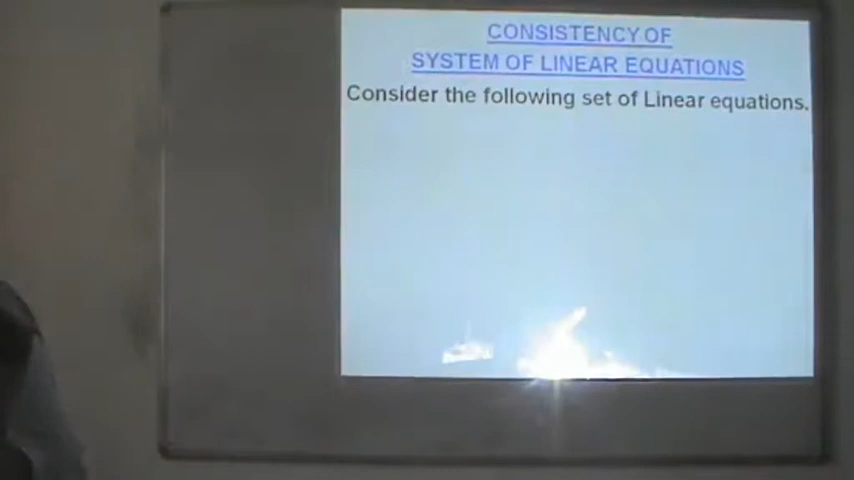 CONSISTENCY OF
SYSTEM OF LINEAR EQUATIONS
Consider the following set of Linear equations.